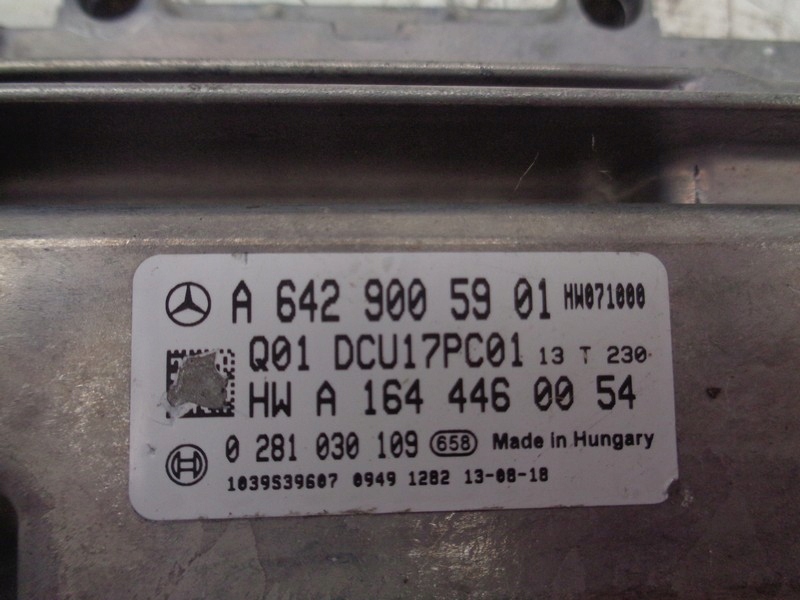 A 642 900 59 01 HW071000
Q01 DCU17PC01 13 T 230
HW A 164 446 00 54
0 281 030 109 658 Made in Hungary
1039S39607 0949 1282 13-08-18